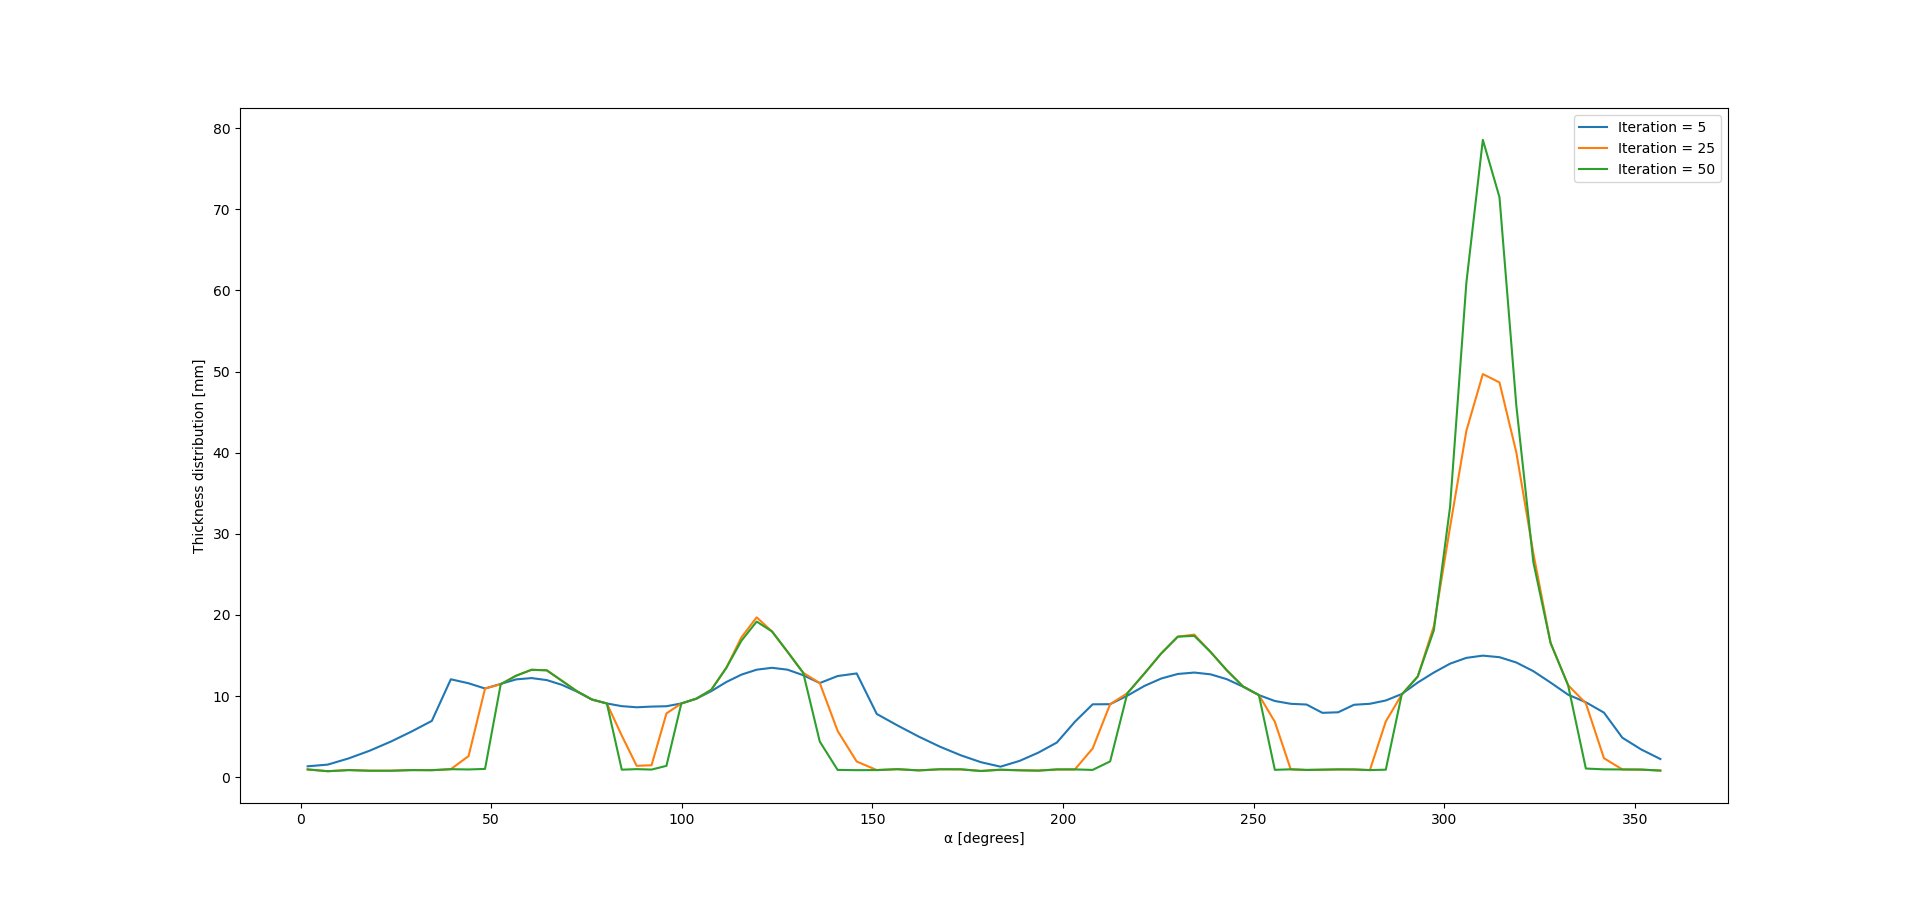 Iteration = 5
Iteration = 25
Iteration = 50
Thickness distribution [mm]
80
70
60
50
40
30
20
10
0
0 50 100 150 200 250 300 350
α [degrees]